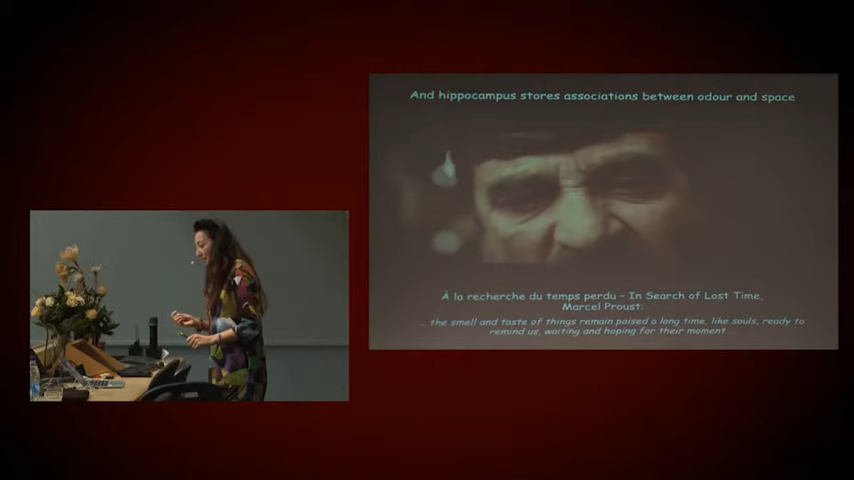 And hippocampus stores associations between odour and space
À la recherche du temps perdu – In Search of Lost Time,
Marcel Proust:
... the smell and taste of things remain poised a long time, like souls, ready to
remind us, waiting and hoping for their moment ...